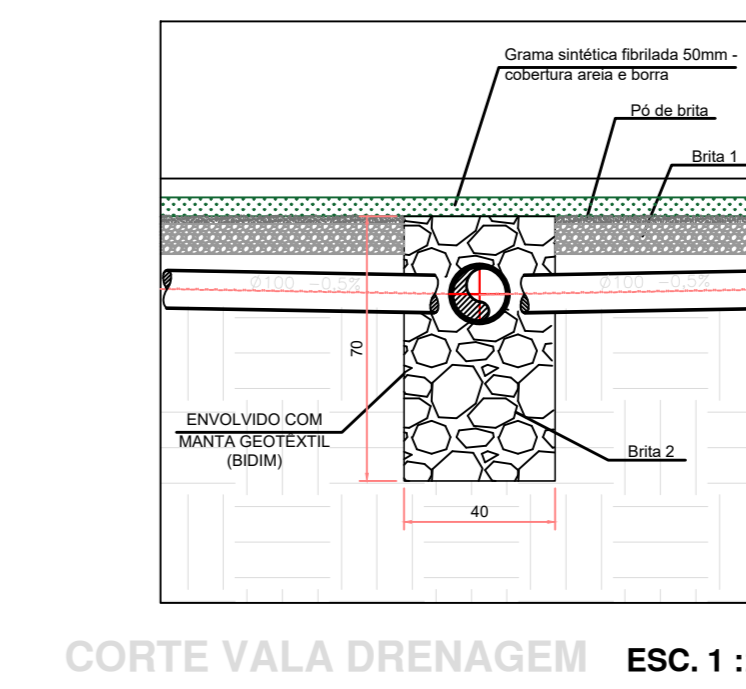 Grama sintética fibrilada 50mm -
cobertura areia e borra
Pó de brita
Brita 1
Ø100 -0,5%
Ø100 -0,5%
70
ENVOLVIDO COM
MANTA GEOTÊXTIL
(BIDIM)
Brita 2
40
CORTE VALA DRENAGEM ESC. 1 :